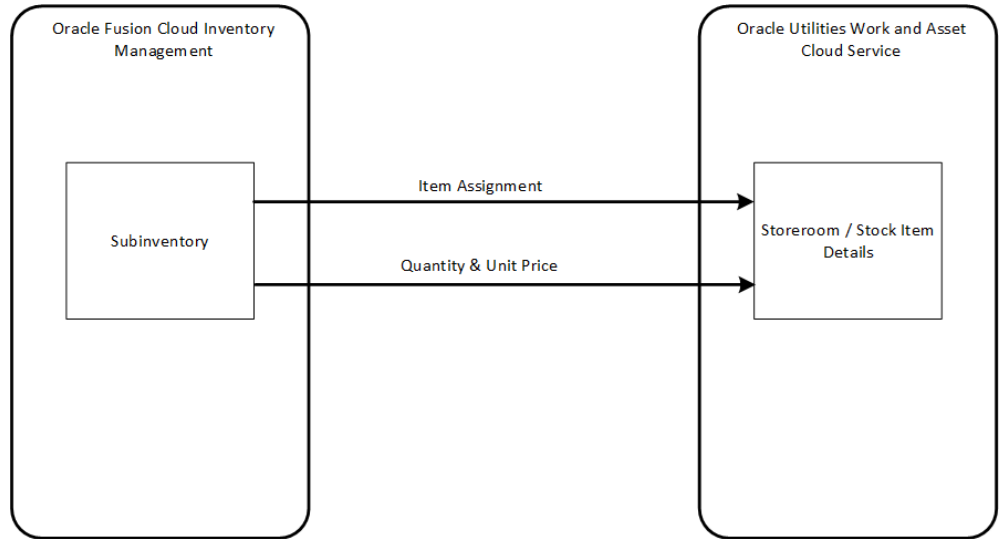 Oracle Fusion Cloud Inventory
Management
Oracle Utilities Work and Asset
Cloud Service
Item Assignment
Subinventory
Storeroom / Stock Item
Details
Quantity & Unit Price